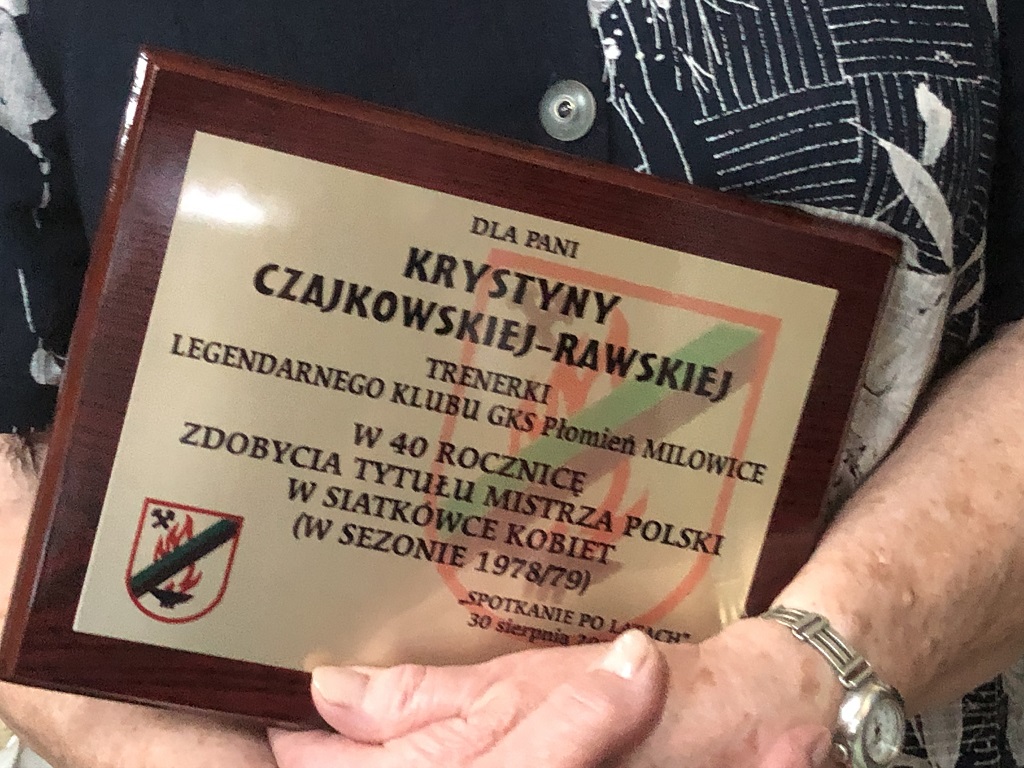 DLA PANI
KRYSTYNY
CZAJKOWSKIEJ-RAWSKIEJ
TRENERKI
LEGENDARNEGO KLUBU GKS Płomień MILOWICE
W 40 ROCZNICĘ
ZDOBYCIA TYTUŁU MISTRZA POLSKI
W SIATKÓWCE KOBIET
(W SEZONIE 1978/79)
„SPOTKANIE PO LATACH"
30 sierpnia